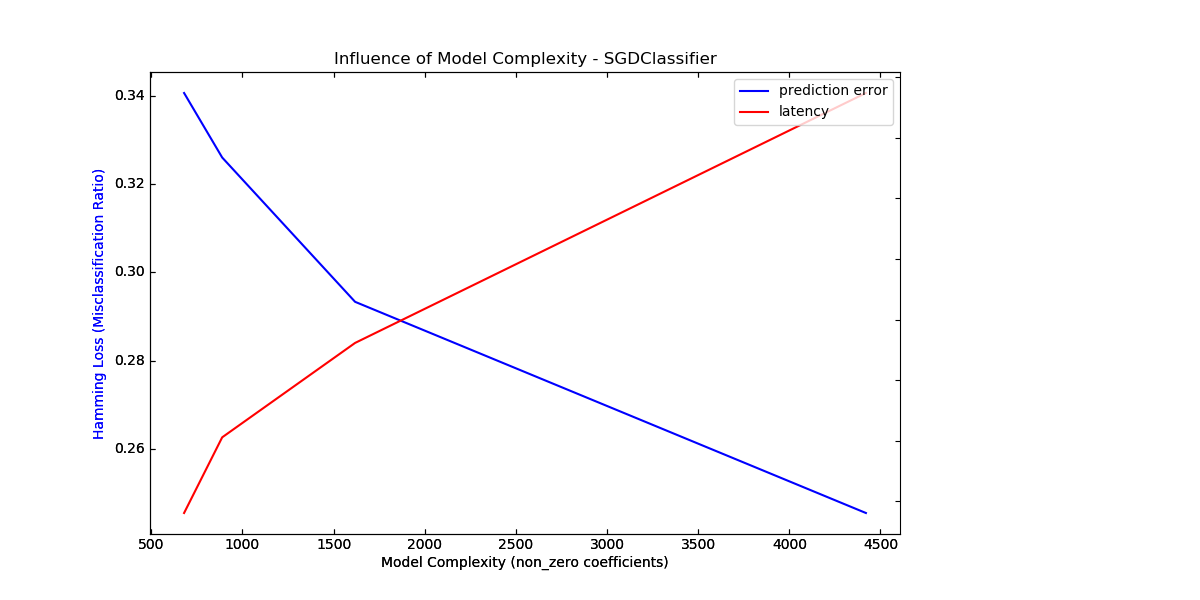 Influence of Model Complexity - SGDClassifier
prediction error
latency
Hamming Loss (Misclassification Ratio)
0.34
0.32
0.30
0.28
0.26
500 1000 1500 2000 2500 3000 3500 4000 4500
Model Complexity (non_zero coefficients)